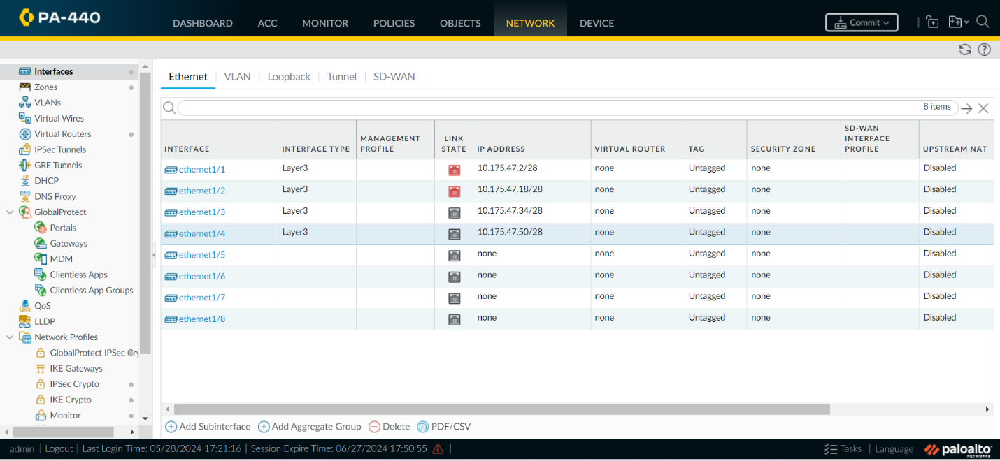 PA-440
DASHBOARD ACC MONITOR POLICIES OBJECTS NETWORK DEVICE
Commit
Interfaces
Zones
VLANs
Virtual Wires
Virtual Routers
IPSec Tunnels
GRE Tunnels
DHCP
DNS Proxy
GlobalProtect
Portals
Gateways
MDM
Clientless Apps
Clientless App Groups
QoS
LLDP
Network Profiles
GlobalProtect IPSec Cry
IKE Gateways
IPSec Crypto
IKE Crypto
Monitor
Ethernet VLAN Loopback Tunnel SD-WAN
8 items
INTERFACE INTERFACE TYPE MANAGEMENT PROFILE LINK STATE IP ADDRESS VIRTUAL ROUTER TAG SECURITY ZONE SD-WAN INTERFACE PROFILE UPSTREAM NAT
ethernet1/1 Layer3 10.175.47.2/28 none Untagged none Disabled
ethernet1/2 Layer3 10.175.47.18/28 none Untagged none Disabled
ethernet1/3 Layer3 10.175.47.34/28 none Untagged none Disabled
ethernet1/4 Layer3 10.175.47.50/28 none Untagged none Disabled
ethernet1/5 none none Untagged none Disabled
ethernet1/6 none none Untagged none Disabled
ethernet1/7 none none Untagged none Disabled
ethernet1/8 none none Untagged none Disabled
Add Subinterface Add Aggregate Group Delete PDF/CSV
admin | Logout | Last Login Time: 05/28/2024 17:21:16 | Session Expire Time: 06/27/2024 17:50:55 |
Tasks | Language
paloalto
NETWORKS